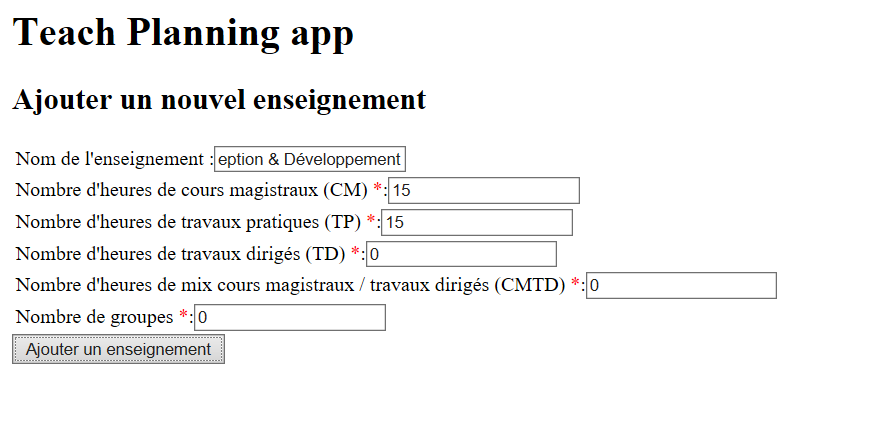 Teach Planning app
Ajouter un nouvel enseignement
Nom de l'enseignement : eption & Développement
Nombre d'heures de cours magistraux (CM) *: 15
Nombre d'heures de travaux pratiques (TP) *: 15
Nombre d'heures de travaux dirigés (TD) *: 0
Nombre d'heures de mix cours magistraux / travaux dirigés (CMTD) *: 0
Nombre de groupes *: 0
Ajouter un enseignement